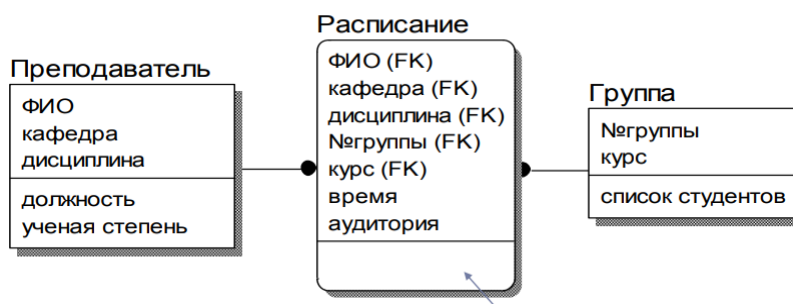 Преподаватель
ФИО
кафедра
дисциплина
должность
ученая степень
Расписание
ФИО (FK)
кафедра (FK)
дисциплина (FK)
№группы (FK)
курс (FK)
время
аудитория
Группа
№группы
курс
список студентов